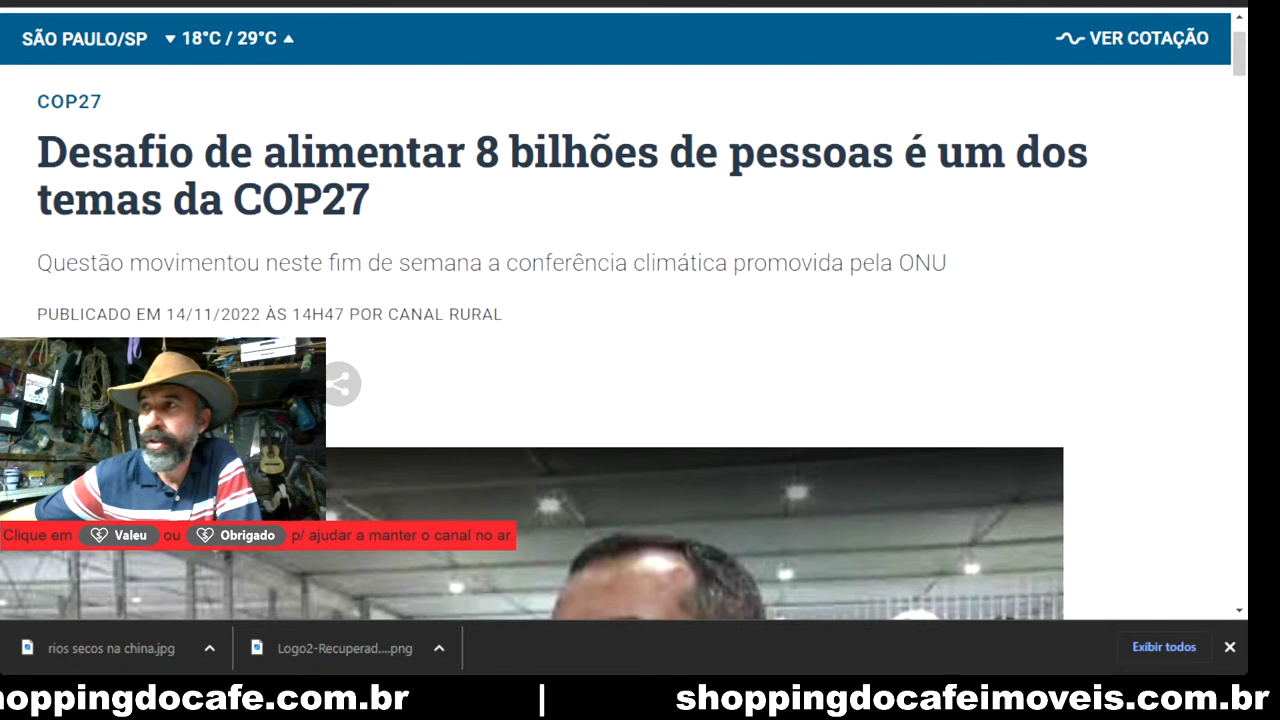 SÃO PAULO/SP 18°C / 29°C VER COTAÇÃO
COP27
Desafio de alimentar 8 bilhões de pessoas é um dos
temas da COP27
Questão movimentou neste fim de semana a conferência climática promovida pela ONU
PUBLICADO EM 14/11/2022 ÀS 14H47 POR CANAL RURAL
Clique em Valeu ou Obrigado p/ ajudar a manter o canal no ar.
rios secos na china.jpg Logo2-Recuperad....png Exibir todos
hoppingdocafe.com.br | shoppingdocafeimoveis.com.br